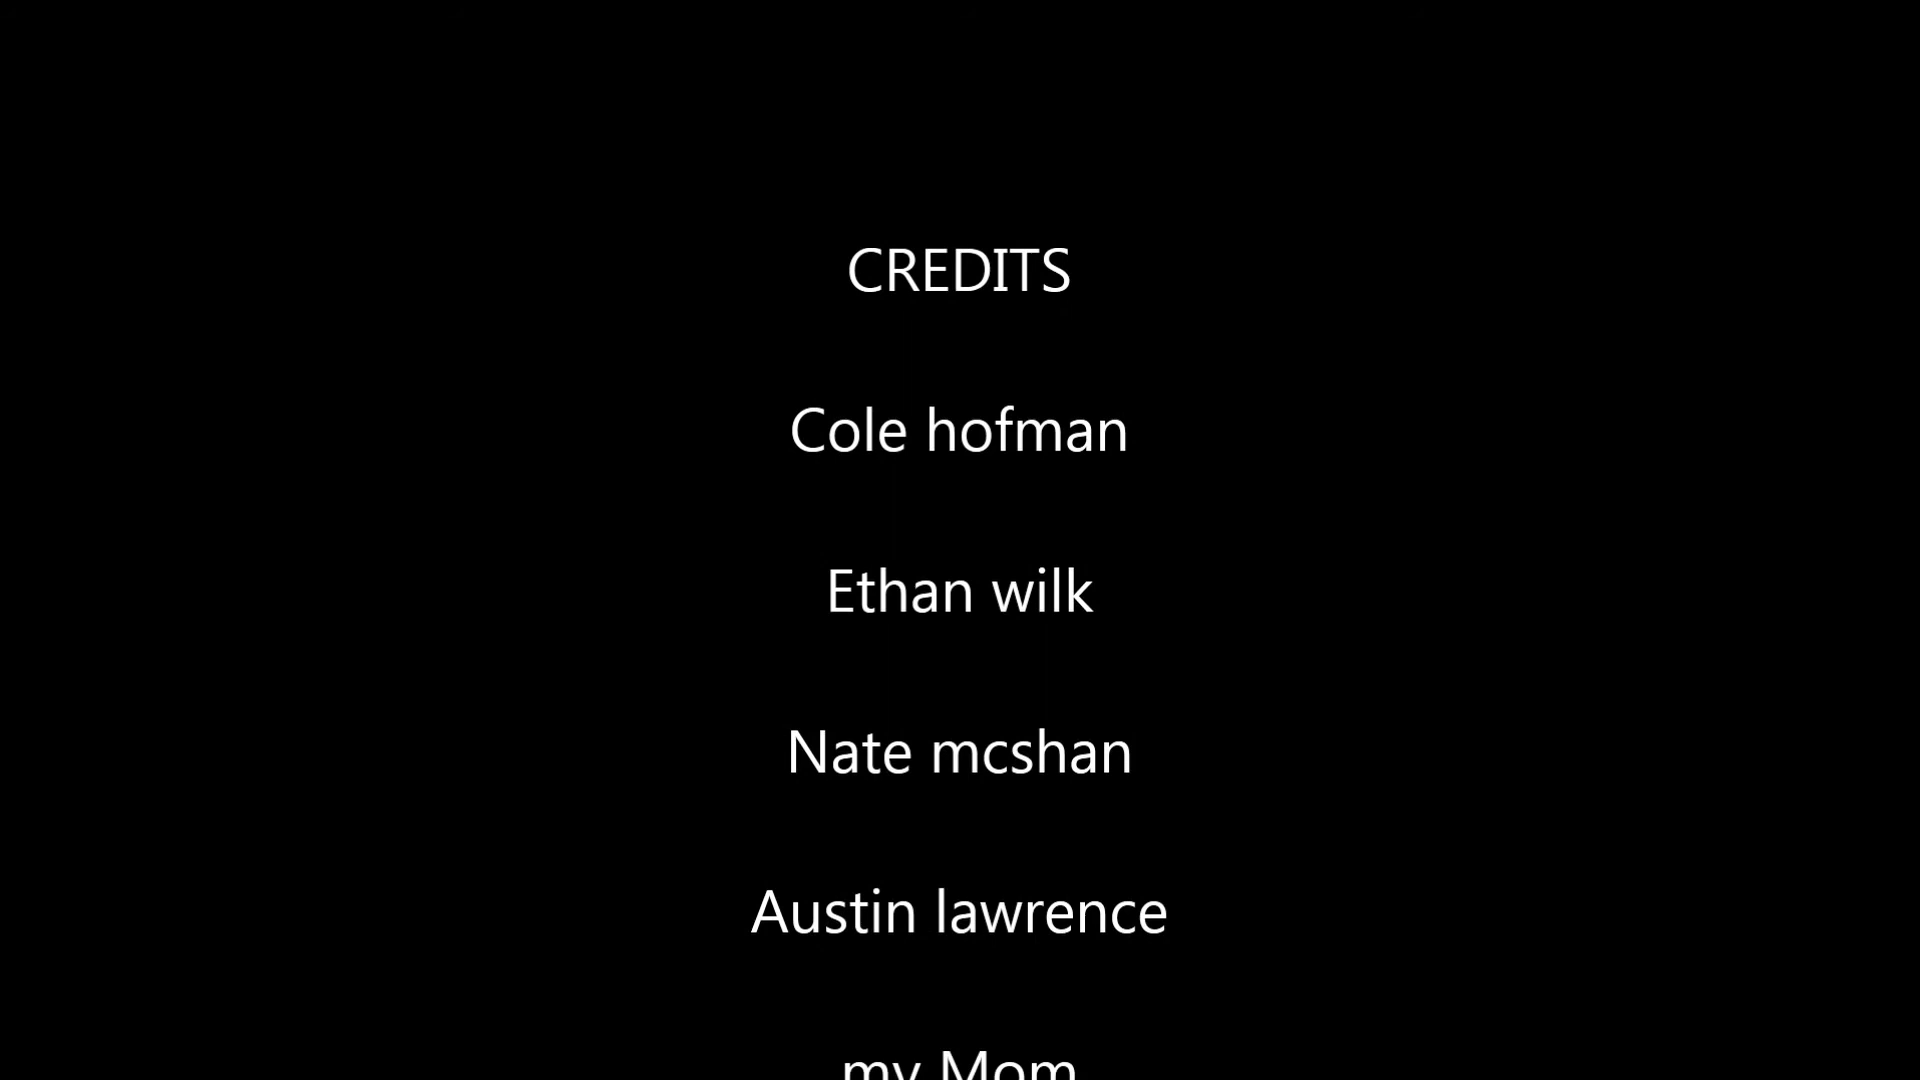 CREDITS
Cole hofman
Ethan wilk
Nate mcshan
Austin lawrence
my Mom